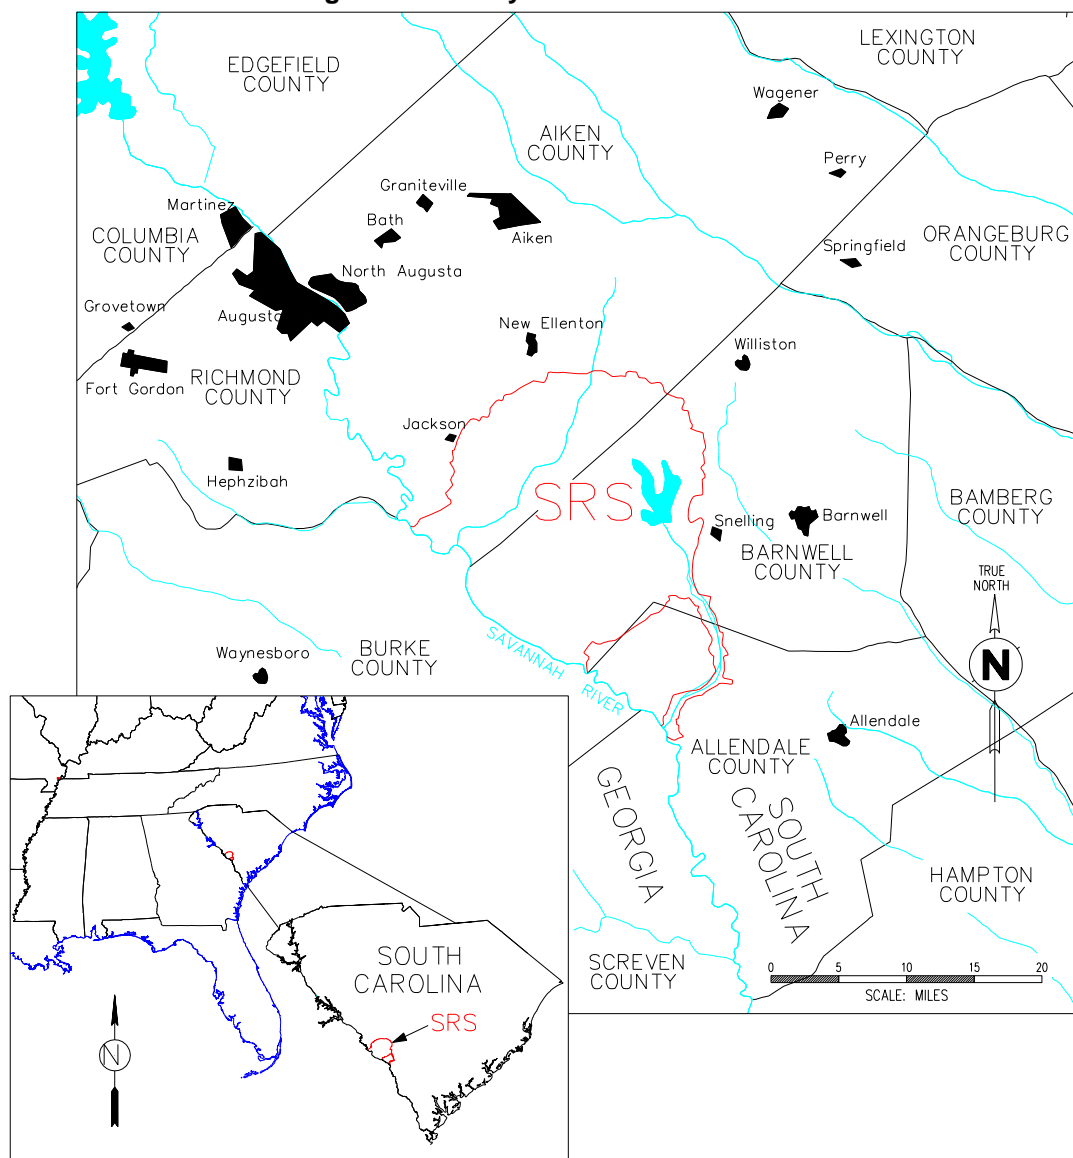 LEXINGTON
COUNTY
EDGEFIELD
COUNTY
Wagener
AIKEN
COUNTY
Perry
Graniteville
Martinez
Bath
Aiken
COLUMBIA
COUNTY
ORANGEBURG
COUNTY
Springfield
North Augusta
Grovetown
Augusta
New Ellenton
Williston
Fort Gordon
RICHMOND
COUNTY
Jackson
Hephzibah
SRS
BAMBERG
COUNTY
Snelling
Barnwell
BARNWELL
COUNTY
TRUE
NORTH
N
SAVANNAH RIVER
BURKE
COUNTY
Waynesboro
Allendale
ALLENDALE
COUNTY
GEORGIA
SOUTH
CAROLINA
HAMPTON
COUNTY
SCREVEN
COUNTY
0 5 10 15 20
SCALE: MILES
SOUTH
CAROLINA
SRS
N